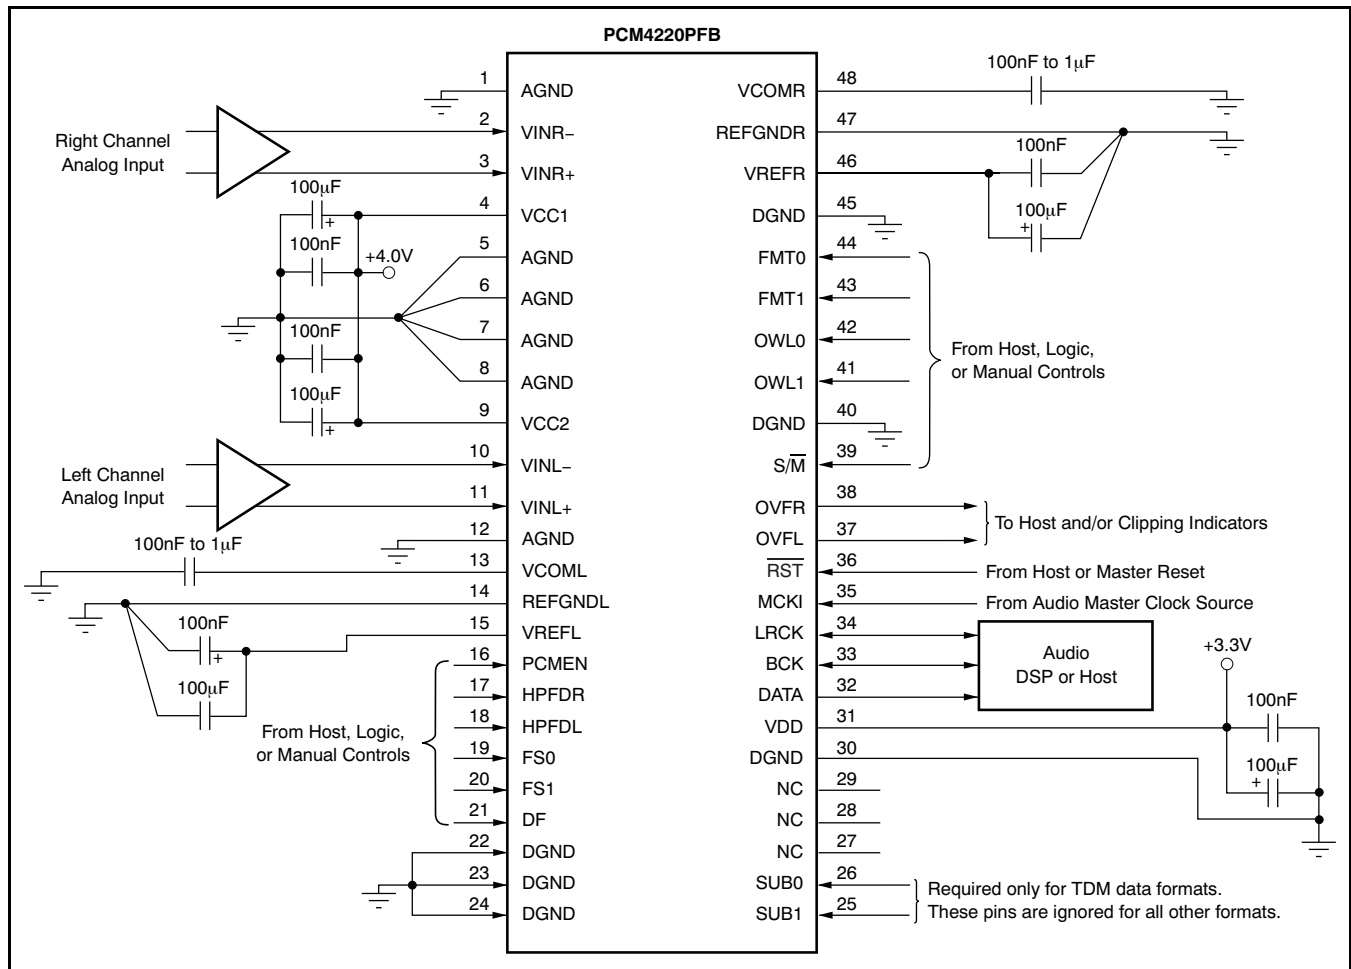 PCM4220PFB
1
AGND
2
VINR−
3
VINR+
4
VCC1
5
AGND
6
AGND
7
AGND
8
AGND
9
VCC2
10
VINL−
11
VINL+
12
AGND
13
VCOML
14
REFGNDL
15
VREFL
16
PCMEN
17
HPFDR
18
HPFDL
19
FS0
20
FS1
21
DF
22
DGND
23
DGND
24
DGND
Right Channel
Analog Input
100μF
+
100nF
+4.0V
100nF
100μF
+
Left Channel
Analog Input
100nF to 1μF
100nF
+
100μF
From Host, Logic,
or Manual Controls
VCOMR
48
REFGNDR
47
VREFR
46
DGND
45
FMT0
44
FMT1
43
OWL0
42
OWL1
41
DGND
40
S/M̅
39
OVFR
38
OVFL
37
R̅S̅T̅
36
MCKI
35
LRCK
34
BCK
33
DATA
32
VDD
31
DGND
30
NC
29
NC
28
NC
27
SUB0
26
SUB1
25
100nF to 1μF
100nF
100μF
+
From Host, Logic,
or Manual Controls
To Host and/or Clipping Indicators
From Host or Master Reset
From Audio Master Clock Source
Audio
DSP or Host
+3.3V
100nF
100μF
+
Required only for TDM data formats.
These pins are ignored for all other formats.